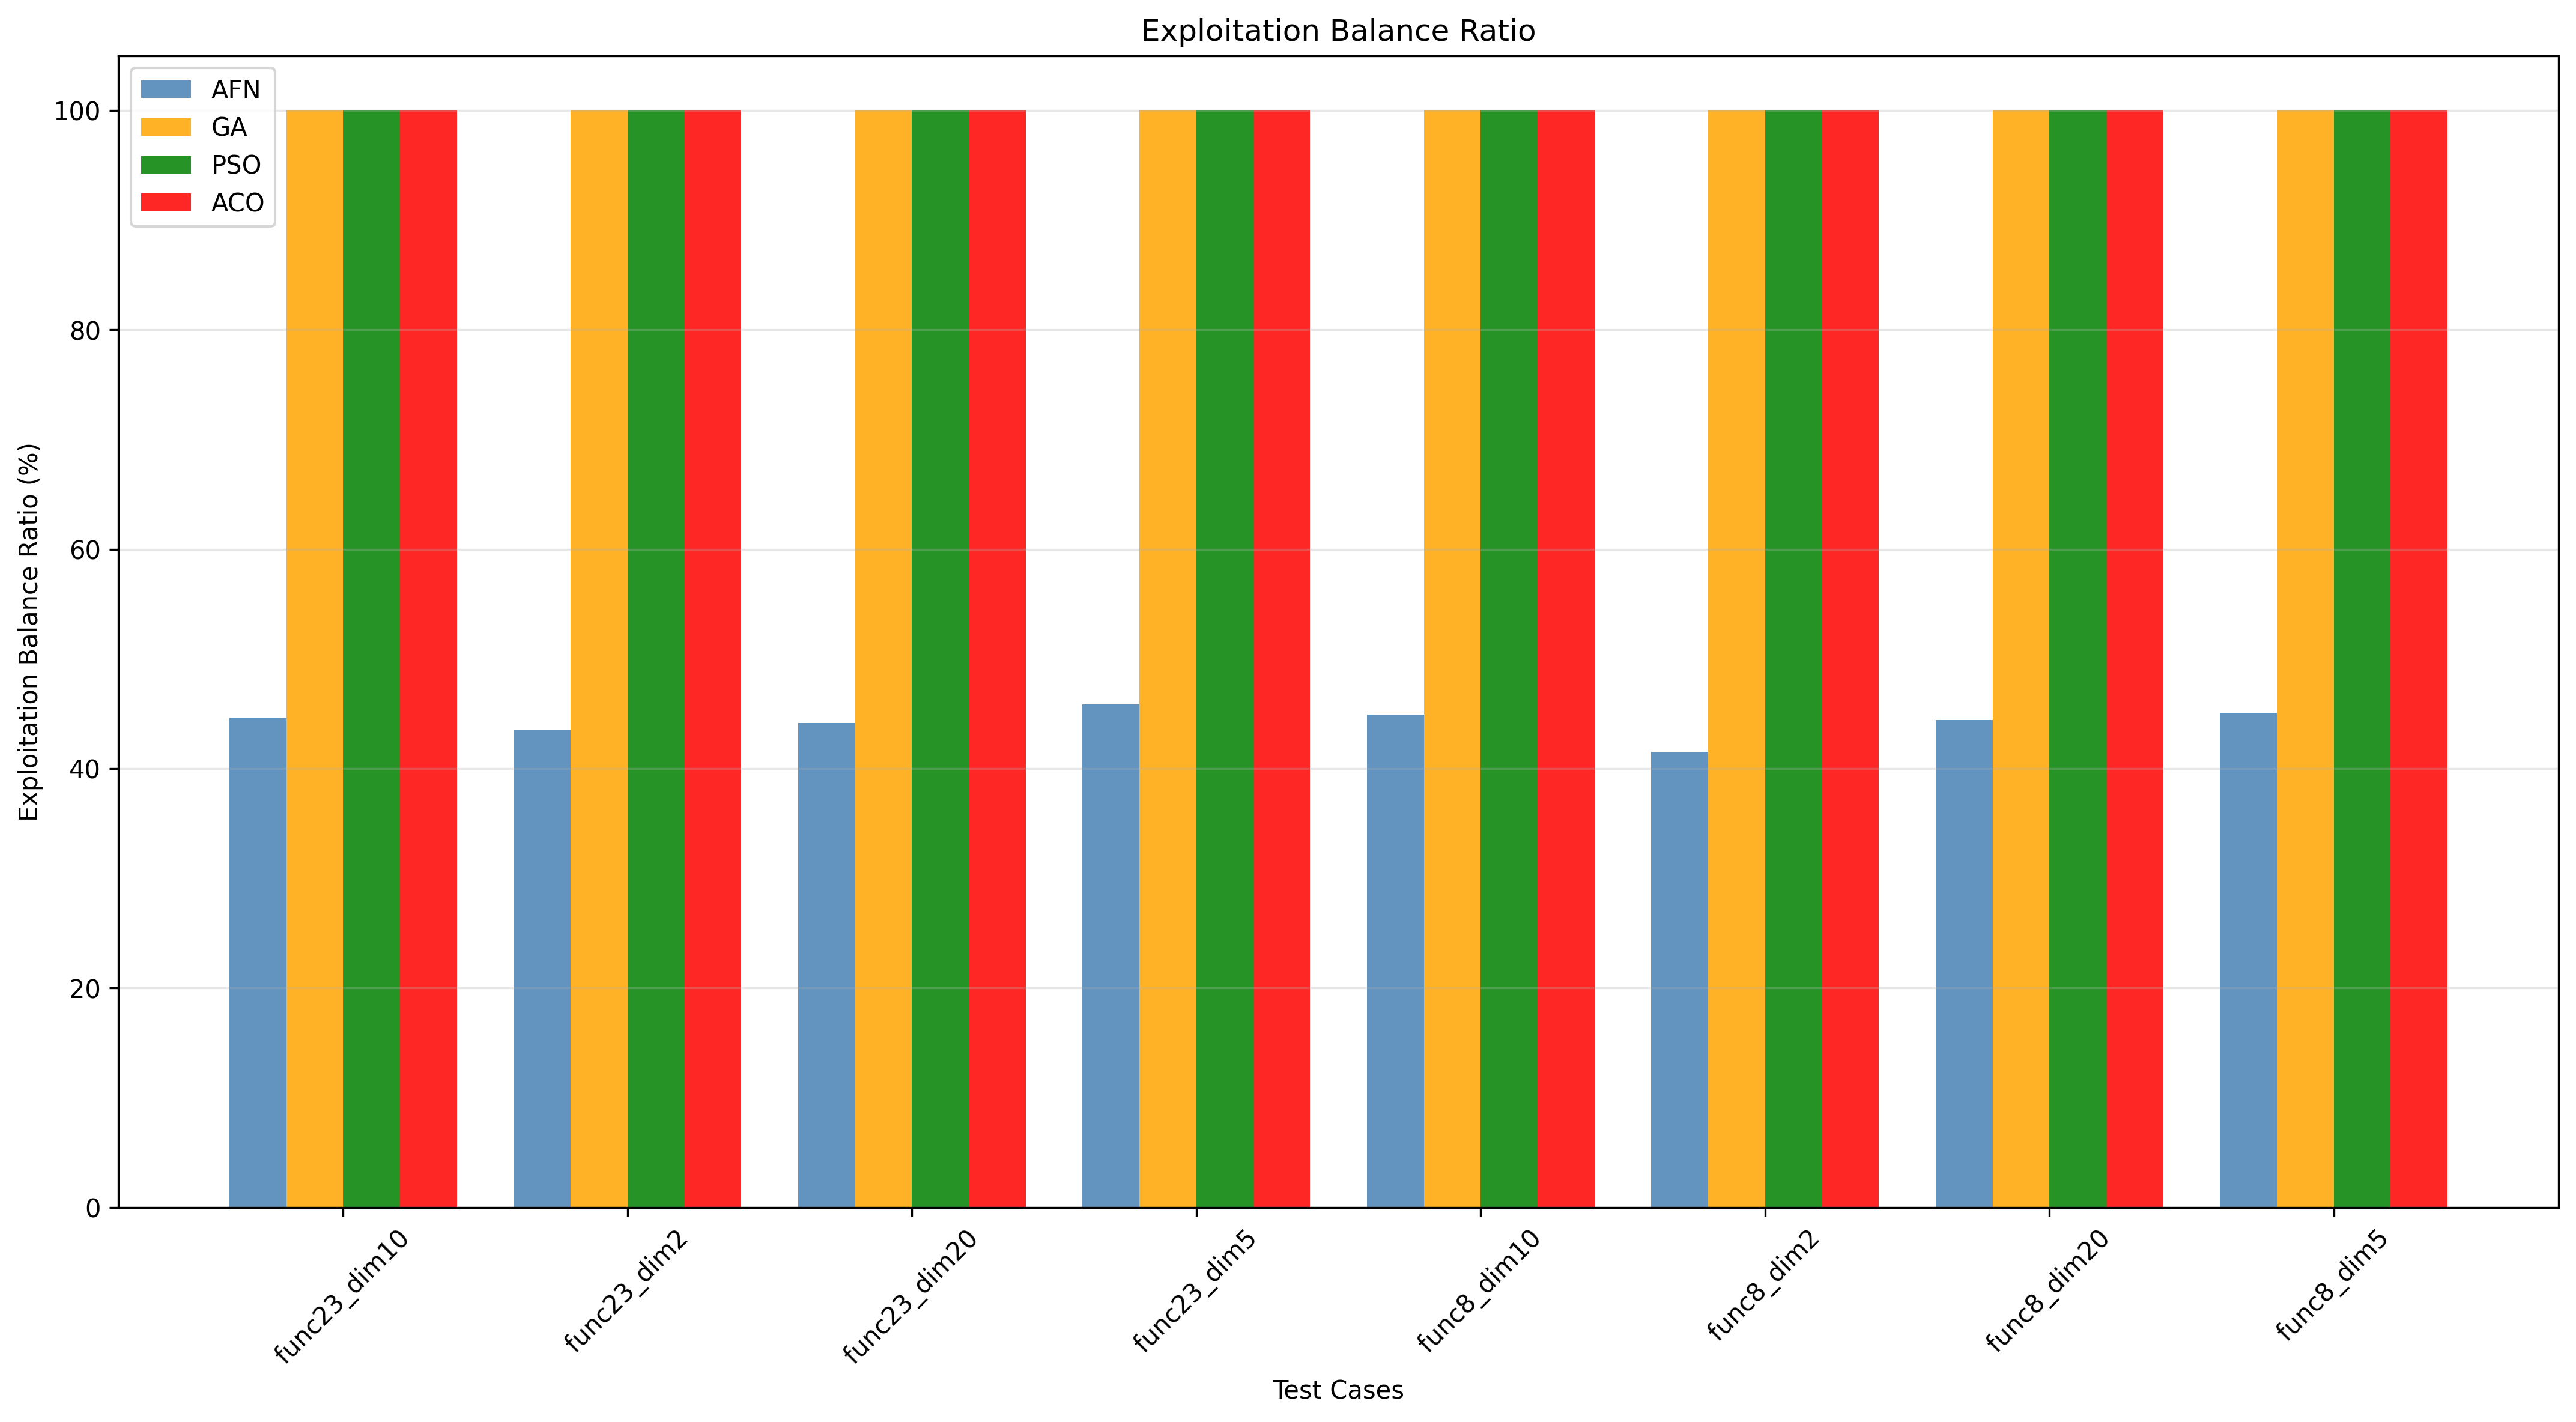 Exploitation Balance Ratio
AFN
GA
PSO
ACO
Exploitation Balance Ratio (%)
100
80
60
40
20
0
func23_dim10
func23_dim2
func23_dim20
func23_dim5
func8_dim10
func8_dim2
func8_dim20
func8_dim5
Test Cases